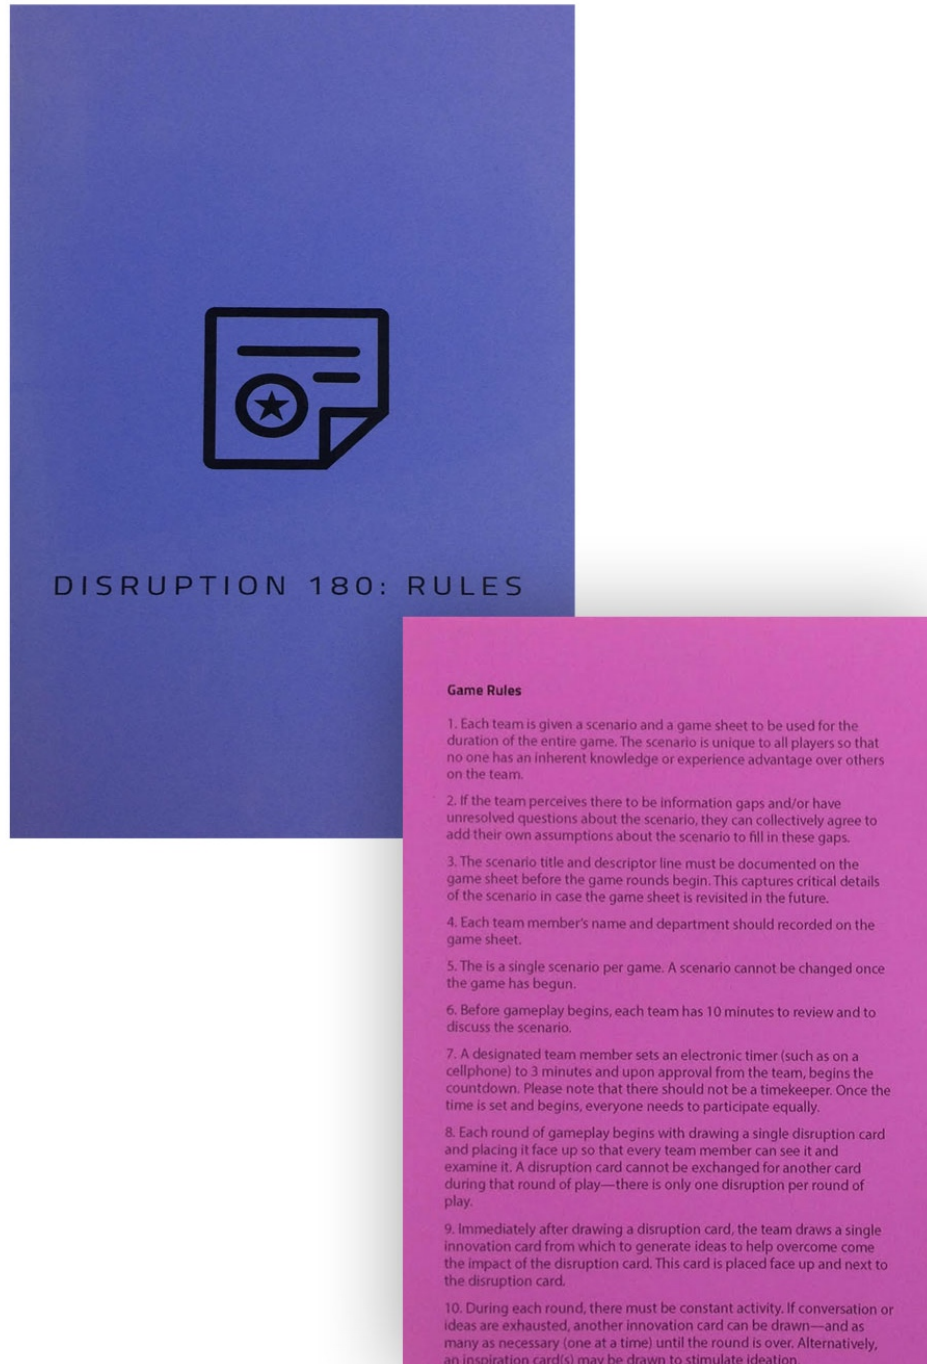 DISRUPTION 180: RULES
Game Rules
1. Each team is given a scenario and a game sheet to be used for the
duration of the entire game. The scenario is unique to all players so that
no one has an inherent knowledge or experience advantage over others
on the team.
2. If the team perceives there to be information gaps and/or have
unresolved questions about the scenario, they can collectively agree to
add their own assumptions about the scenario to fill in these gaps.
3. The scenario title and descriptor line must be documented on the
game sheet before the game rounds begin. This captures critical details
of the scenario in case the game sheet is revisited in the future.
4. Each team member's name and department should recorded on the
game sheet.
5. The is a single scenario per game. A scenario cannot be changed once
the game has begun.
6. Before gameplay begins, each team has 10 minutes to review and to
discuss the scenario.
7. A designated team member sets an electronic timer (such as on a
cellphone) to 3 minutes and upon approval from the team, begins the
countdown. Please note that there should not be a timekeeper. Once the
time is set and begins, everyone needs to participate equally.
8. Each round of gameplay begins with drawing a single disruption card
and placing it face up so that every team member can see it and
examine it. A disruption card cannot be exchanged for another card
during that round of play—there is only one disruption per round of
play.
9. Immediately after drawing a disruption card, the team draws a single
innovation card from which to generate ideas to help overcome come
the impact of the disruption card. This card is placed face up and next to
the disruption card.
10. During each round, there must be constant activity. If conversation or
ideas are exhausted, another innovation card can be drawn—and as
many as necessary (one at a time) until the round is over. Alternatively,
an inspiration card(s) may be drawn to stimulate ideation.